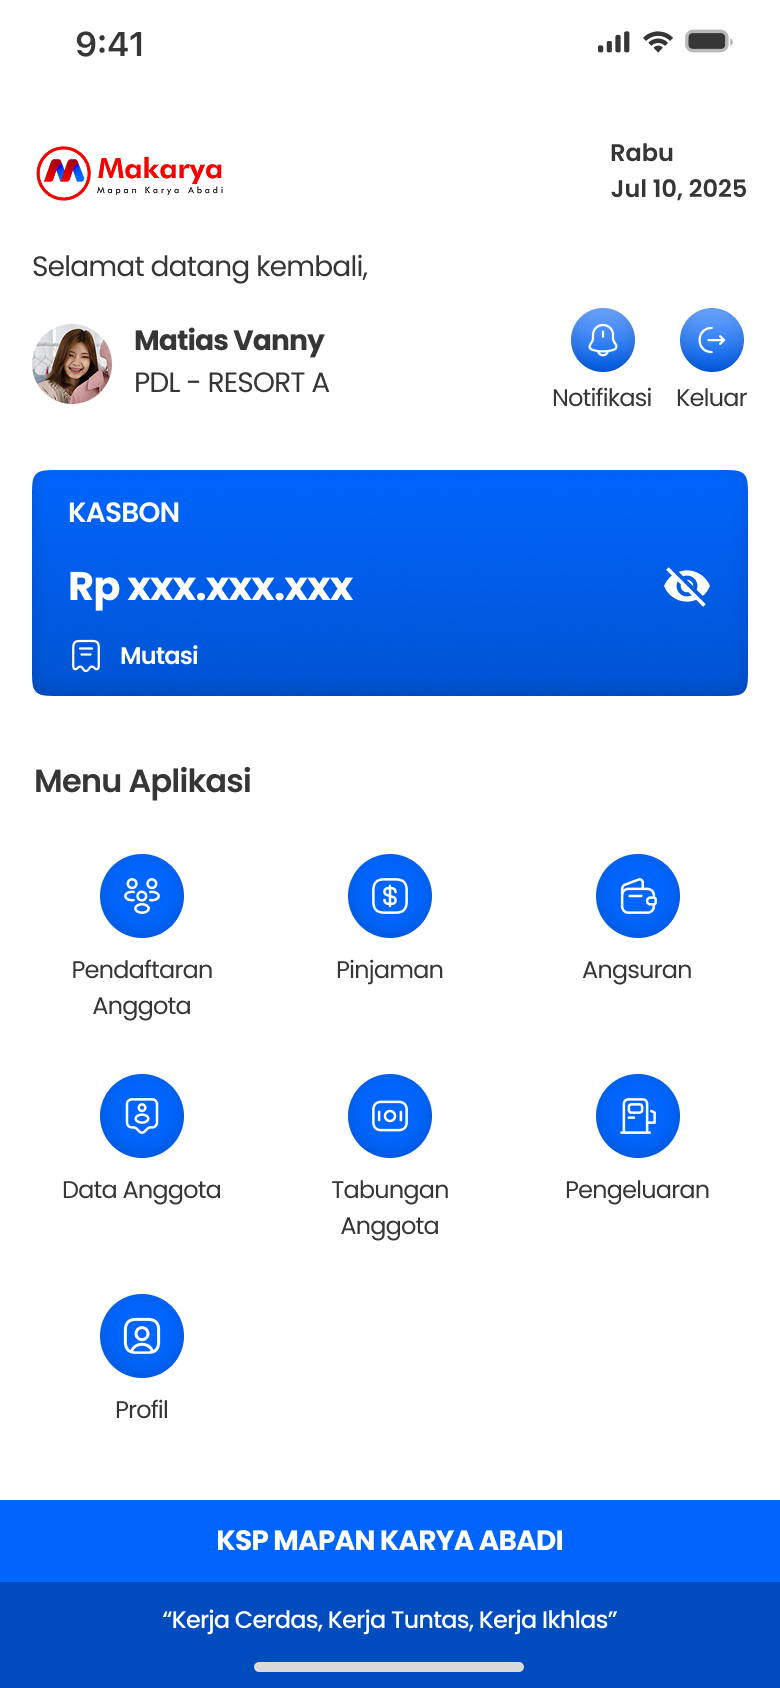 9:41
Makarya
Mapan Karya Abadi
Rabu
Jul 10, 2025
Selamat datang kembali,
Matias Vanny
PDL - RESORT A
Notifikasi
Keluar
KASBON
Rp xxx.xxx.xxx
Mutasi
Menu Aplikasi
Pendaftaran
Anggota
Pinjaman
Angsuran
Data Anggota
Tabungan
Anggota
Pengeluaran
Profil
KSP MAPAN KARYA ABADI
“Kerja Cerdas, Kerja Tuntas, Kerja Ikhlas”